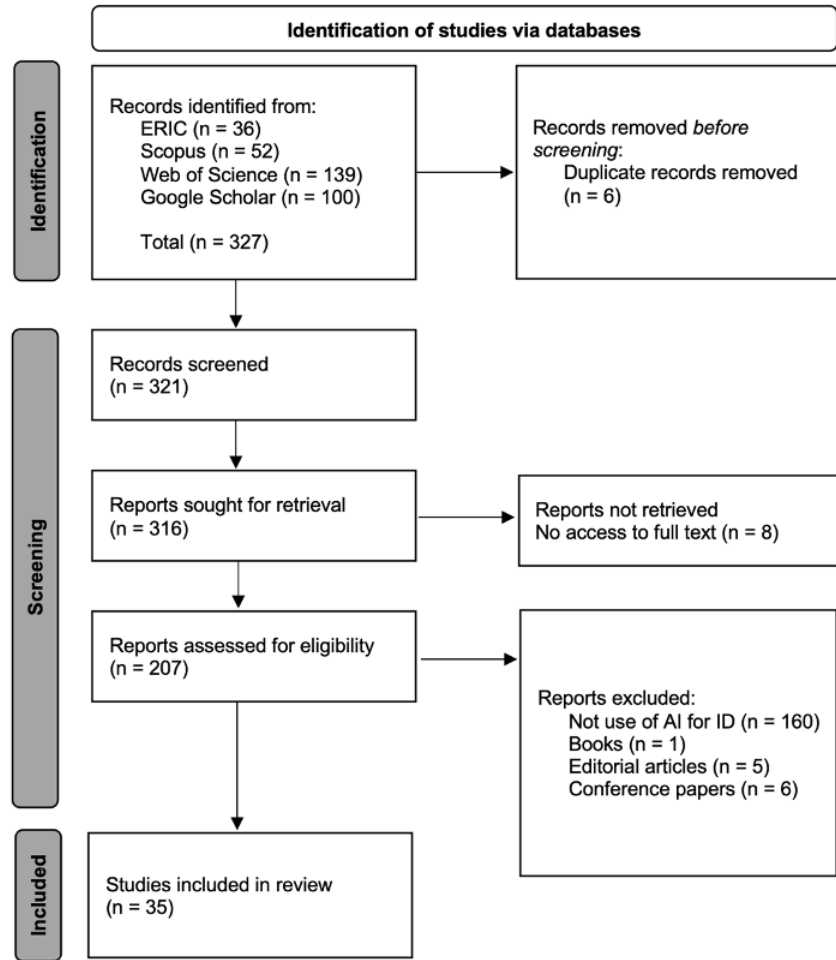 Identification of studies via databases
Identification
Records identified from:
ERIC (n = 36)
Scopus (n = 52)
Web of Science (n = 139)
Google Scholar (n = 100)
Total (n = 327)
Records removed before
screening:
Duplicate records removed
(n = 6)
Screening
Records screened
(n = 321)
Reports sought for retrieval
(n = 316)
Reports not retrieved
No access to full text (n = 8)
Reports assessed for eligibility
(n = 207)
Reports excluded:
Not use of AI for ID (n = 160)
Books (n = 1)
Editorial articles (n = 5)
Conference papers (n = 6)
Included
Studies included in review
(n = 35)